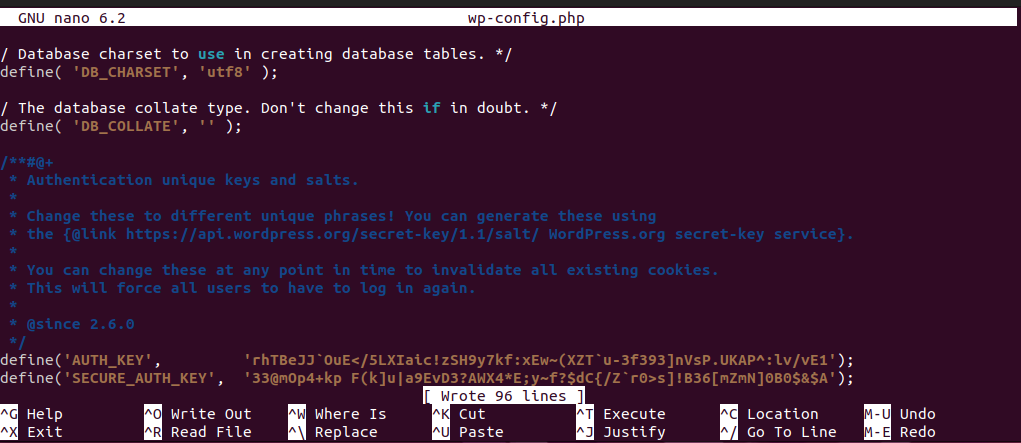 GNU nano 6.2 wp-config.php
/ Database charset to use in creating database tables. */
define( 'DB_CHARSET', 'utf8' );
/ The database collate type. Don't change this if in doubt. */
define( 'DB_COLLATE', '' );
/**#@+
* Authentication unique keys and salts.
*
* Change these to different unique phrases! You can generate these using
* the {@link https://api.wordpress.org/secret-key/1.1/salt/ WordPress.org secret-key service}.
*
* You can change these at any point in time to invalidate all existing cookies.
* This will force all users to have to log in again.
*
* @since 2.6.0
*/
define('AUTH_KEY', 'rhTBeJJ`OuE</5LXIaic!zSH9y7kf:xEw~(XZT`u-3f393]nVsP.UKAP^:lv/vE1');
define('SECURE_AUTH_KEY', '33@mOp4+kp F(k]u|a9EvD3?AWX4*E;y~f?$dC{/Z`r0>s]!B36[mZmN]0B0$&$A');
[ Wrote 96 lines ]
^G Help ^O Write Out ^W Where Is ^K Cut ^T Execute ^C Location M-U Undo
^X Exit ^R Read File ^\ Replace ^U Paste ^J Justify ^/ Go To Line M-E Redo